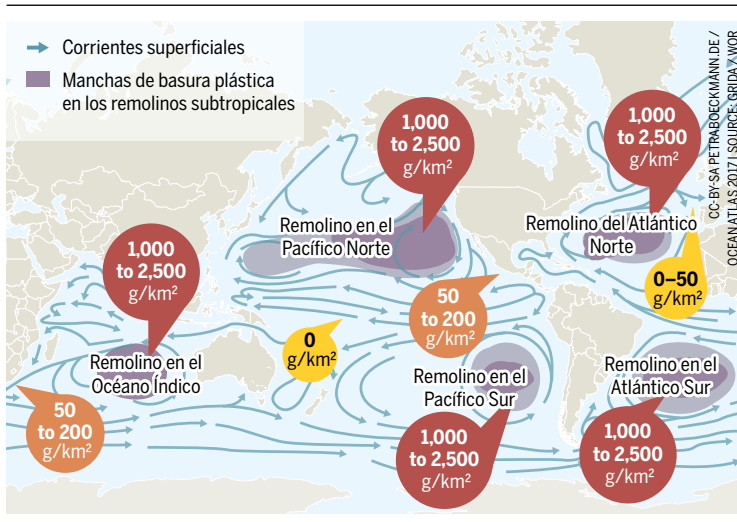 Corrientes superficiales
Manchas de basura plástica
en los remolinos subtropicales
1,000
to 2,500
g/km²
1,000
to 2,500
g/km²
CC-BY-SA PETRABOECKMANN.DE /
OCEAN ATLAS 2017 | SOURCE: GRIDA / WOR
Remolino en el
Pacífico Norte
Remolino del Atlántico
Norte
1,000
to 2,500
g/km²
0–50
g/km²
50
to 200
g/km²
0
g/km²
Remolino en el
Océano Índico
Remolino en el
Pacífico Sur
Remolino en el
Atlántico Sur
50
to 200
g/km²
1,000
to 2,500
g/km²
1,000
to 2,500
g/km²